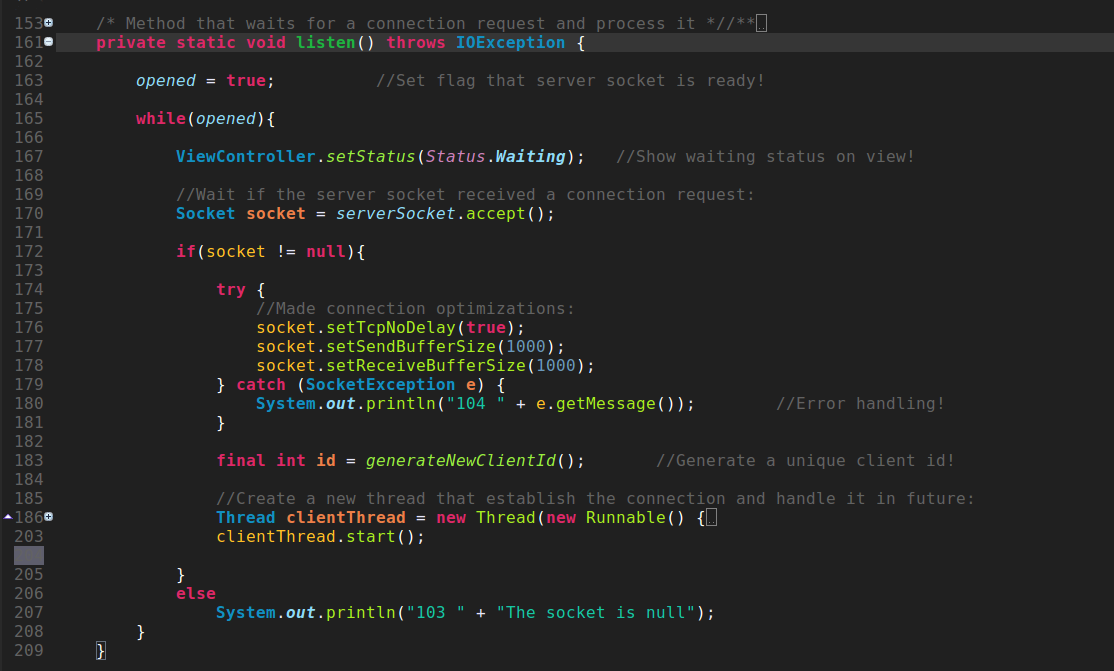 153 /* Method that waits for a connection request and process it *//**
161 private static void listen() throws IOException {
162
163 opened = true; //Set flag that server socket is ready!
164
165 while(opened){
166
167 ViewController.setStatus(Status.Waiting); //Show waiting status on view!
168
169 //Wait if the server socket received a connection request:
170 Socket socket = serverSocket.accept();
171
172 if(socket != null){
173
174 try {
175 //Made connection optimizations:
176 socket.setTcpNoDelay(true);
177 socket.setSendBufferSize(1000);
178 socket.setReceiveBufferSize(1000);
179 } catch (SocketException e) {
180 System.out.println("104 " + e.getMessage()); //Error handling!
181 }
182
183 final int id = generateNewClientId(); //Generate a unique client id!
184
185 //Create a new thread that establish the connection and handle it in future:
186 Thread clientThread = new Thread(new Runnable() {
203 clientThread.start();
205 }
206 else
207 System.out.println("103 " + "The socket is null");
208 }
209 }